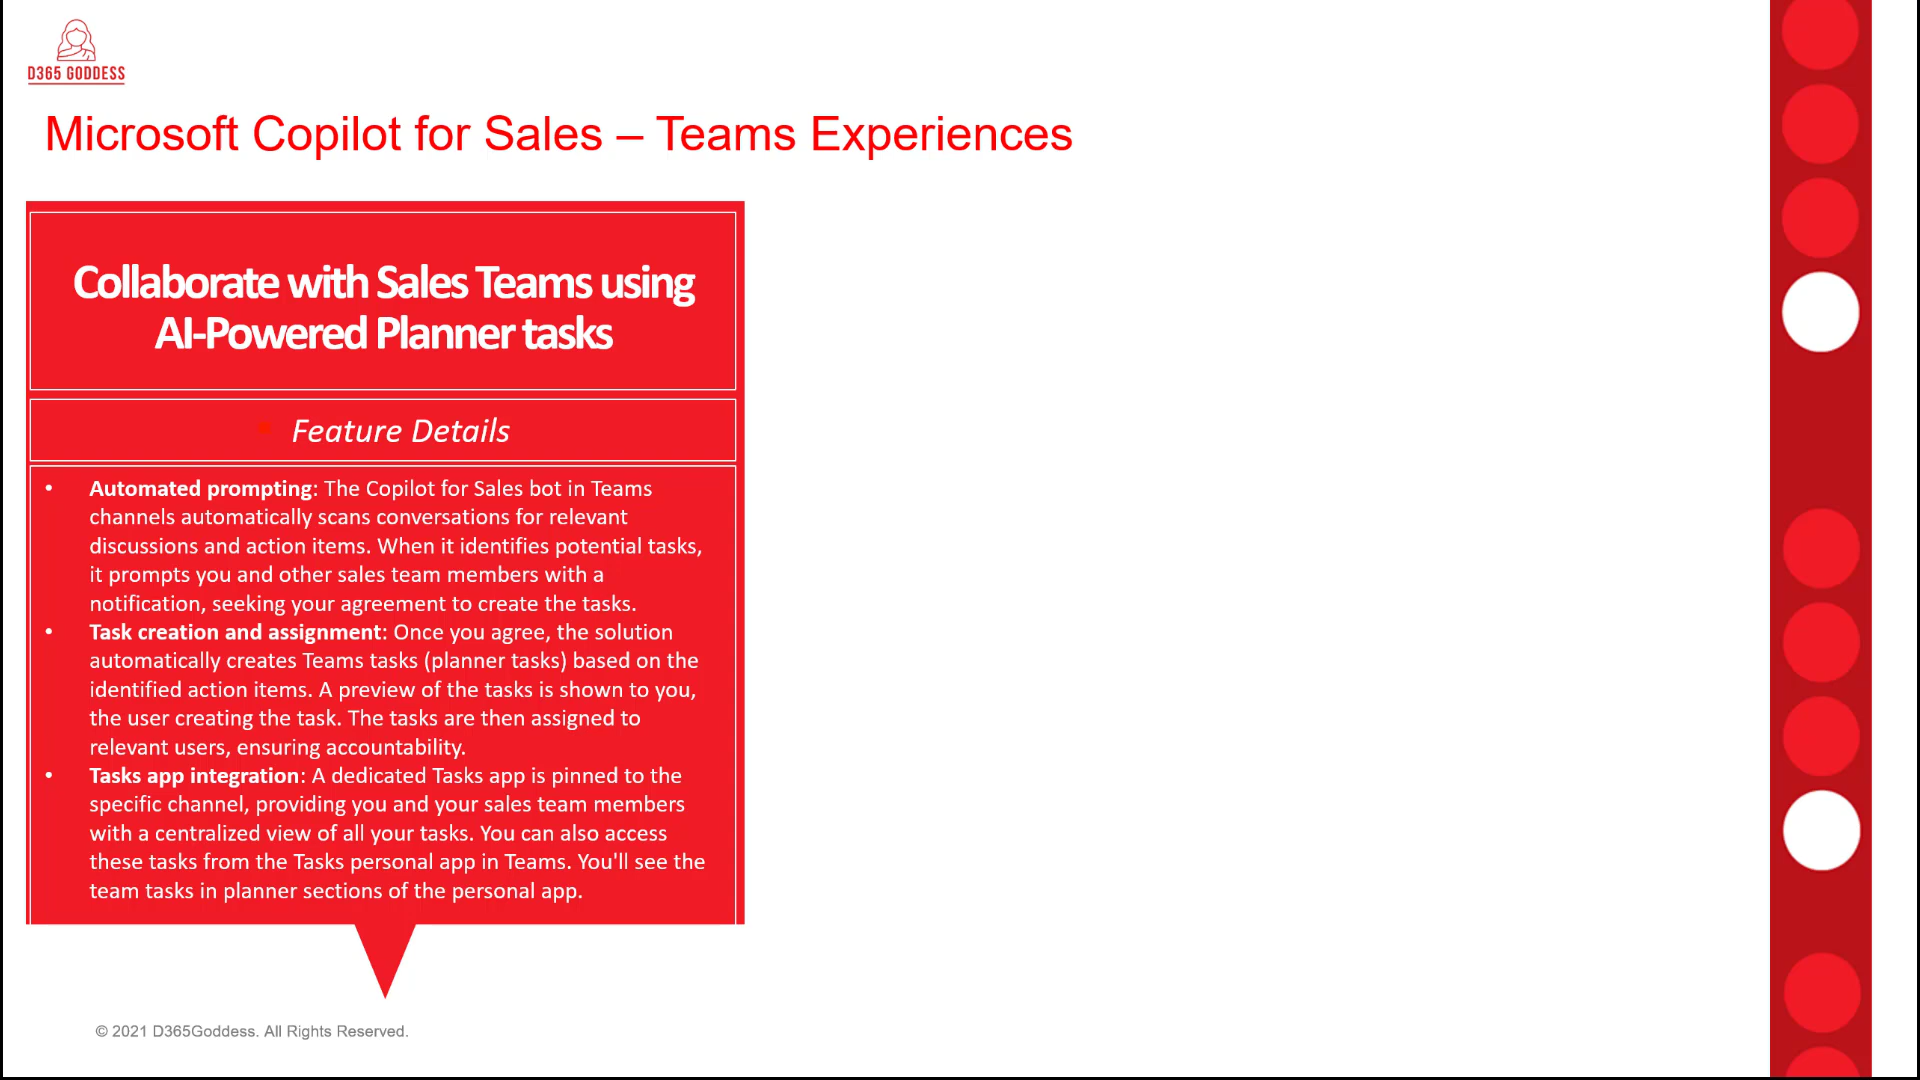 D365 GODDESS
Microsoft Copilot for Sales – Teams Experiences
Collaborate with Sales Teams using
AI-Powered Planner tasks
Feature Details
• Automated prompting: The Copilot for Sales bot in Teams
channels automatically scans conversations for relevant
discussions and action items. When it identifies potential tasks,
it prompts you and other sales team members with a
notification, seeking your agreement to create the tasks.
• Task creation and assignment: Once you agree, the solution
automatically creates Teams tasks (planner tasks) based on the
identified action items. A preview of the tasks is shown to you,
the user creating the task. The tasks are then assigned to
relevant users, ensuring accountability.
• Tasks app integration: A dedicated Tasks app is pinned to the
specific channel, providing you and your sales team members
with a centralized view of all your tasks. You can also access
these tasks from the Tasks personal app in Teams. You'll see the
team tasks in planner sections of the personal app.
© 2021 D365Goddess. All Rights Reserved.